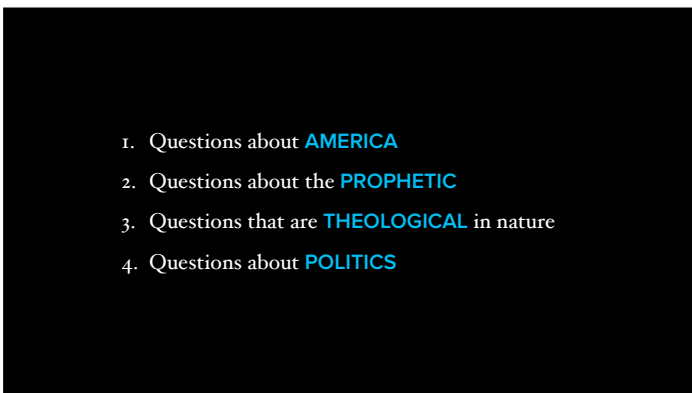 1. Questions about AMERICA
2. Questions about the PROPHETIC
3. Questions that are THEOLOGICAL in nature
4. Questions about POLITICS